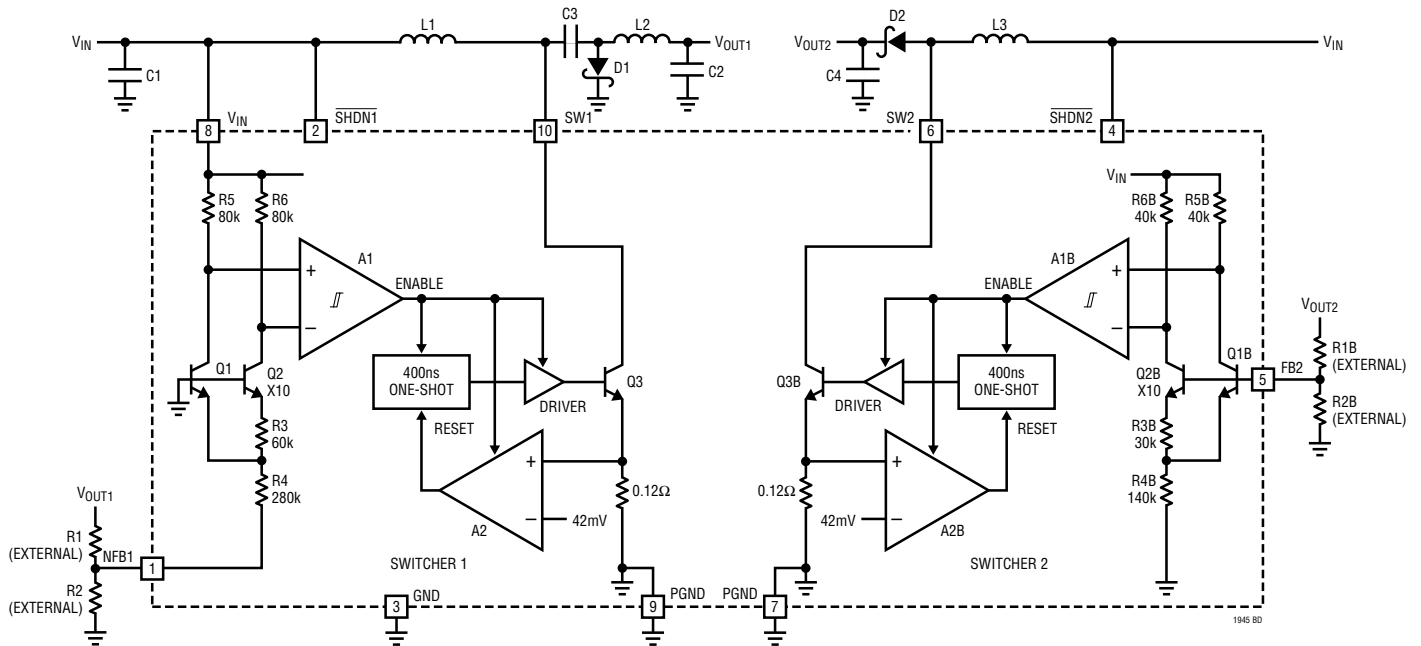 C3
L1
L2
D2
L3
VIN
VOUT1
VOUT2
VIN
C1
D1
C2
C4
8
VIN
2
SHDN1
10
SW1
SW2
6
SHDN2
4
R5
80k
R6
80k
A1
ENABLE
+
−
Q1
Q2
X10
400ns
ONE-SHOT
DRIVER
Q3
RESET
R3
60k
R4
280k
+
−
A2
42mV
0.12Ω
VOUT1
R1
(EXTERNAL)
NFB1
1
R2
(EXTERNAL)
SWITCHER 1
3
GND
9
PGND
VIN
R6B
40k
R5B
40k
A1B
ENABLE
+
−
Q2B
X10
Q1B
5
FB2
VOUT2
R1B
(EXTERNAL)
R2B
(EXTERNAL)
Q3B
DRIVER
400ns
ONE-SHOT
RESET
R3B
30k
R4B
140k
0.12Ω
+
−
42mV
A2B
SWITCHER 2
PGND
7
1945 BD